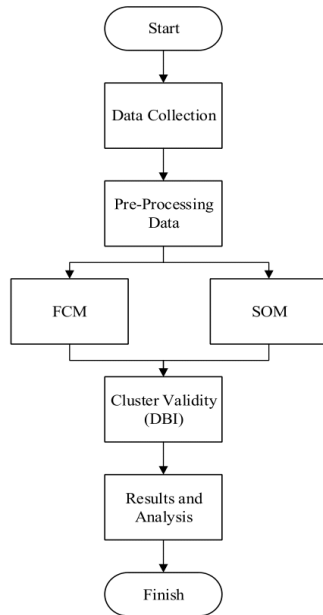 Start
Data Collection
Pre-Processing
Data
FCM
SOM
Cluster Validity
(DBI)
Results and
Analysis
Finish